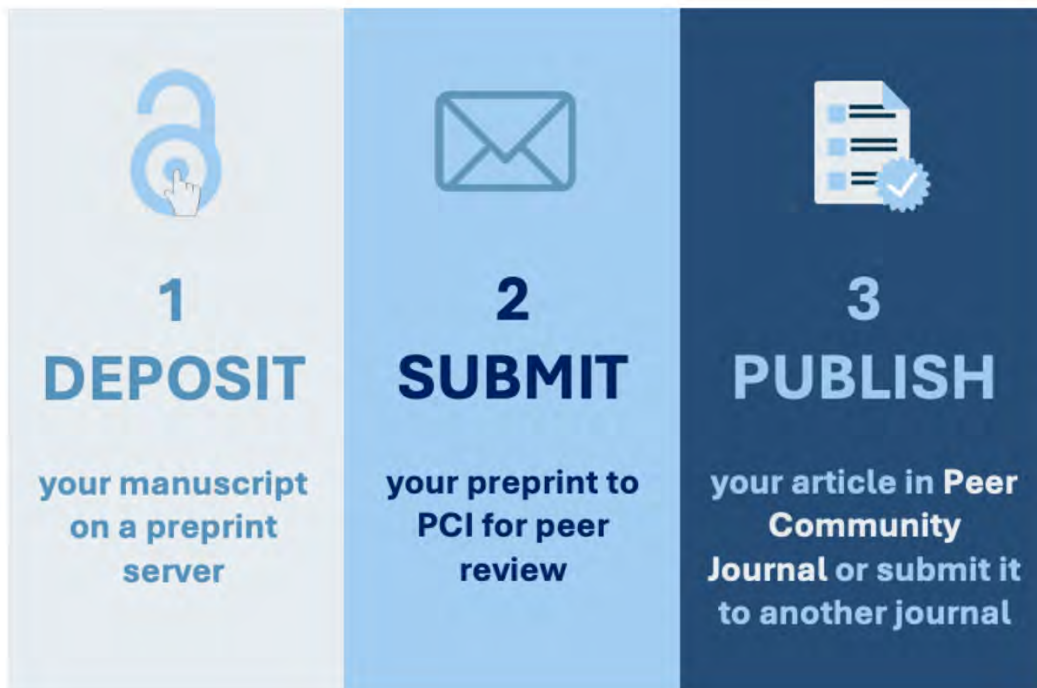 1
DEPOSIT
your manuscript
on a preprint
server
2
SUBMIT
your preprint to
PCI for peer
review
3
PUBLISH
your article in Peer
Community
Journal or submit it
to another journal